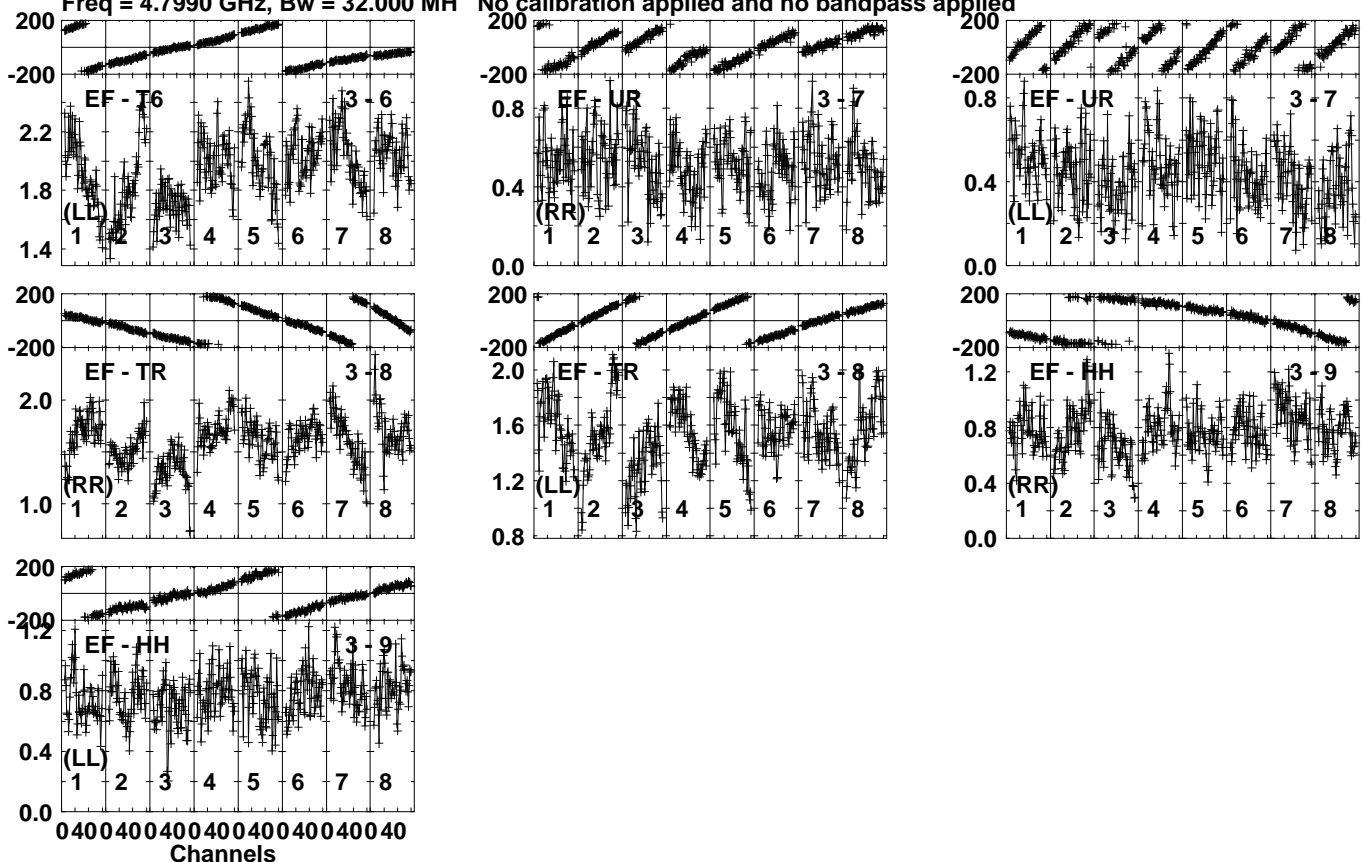 Freq = 4.7990 GHz, Bw = 32.000 MH No calibration applied and no bandpass applied
200
-200
EF - T6 3 - 6
2.2
1.8
1.4
(LL)
1 2 3 4 5 6 7 8
EF - UR 3 - 7
0.8
0.4
0.0
(RR)
1 2 3 4 5 6 7 8
200
-200
EF - UR 3 - 7
0.8
0.4
0.0
(LL)
1 2 3 4 5 6 7 8
200
-200
EF - TR 3 - 8
2.0
1.0
(RR)
1 2 3 4 5 6 7 8
200
-200
EF - TR 3 - 8
2.0
1.6
1.2
0.8
(LL)
1 2 3 4 5 6 7 8
200
-200
EF - HH 3 - 9
1.2
0.8
0.4
0.0
(RR)
1 2 3 4 5 6 7 8
200
-200
1.2
EF - HH 3 - 9
0.8
0.4
0.0
(LL)
1 2 3 4 5 6 7 8
0 40 0 40 0 40 0 40 0 40 0 40 0 40 0 40
Channels